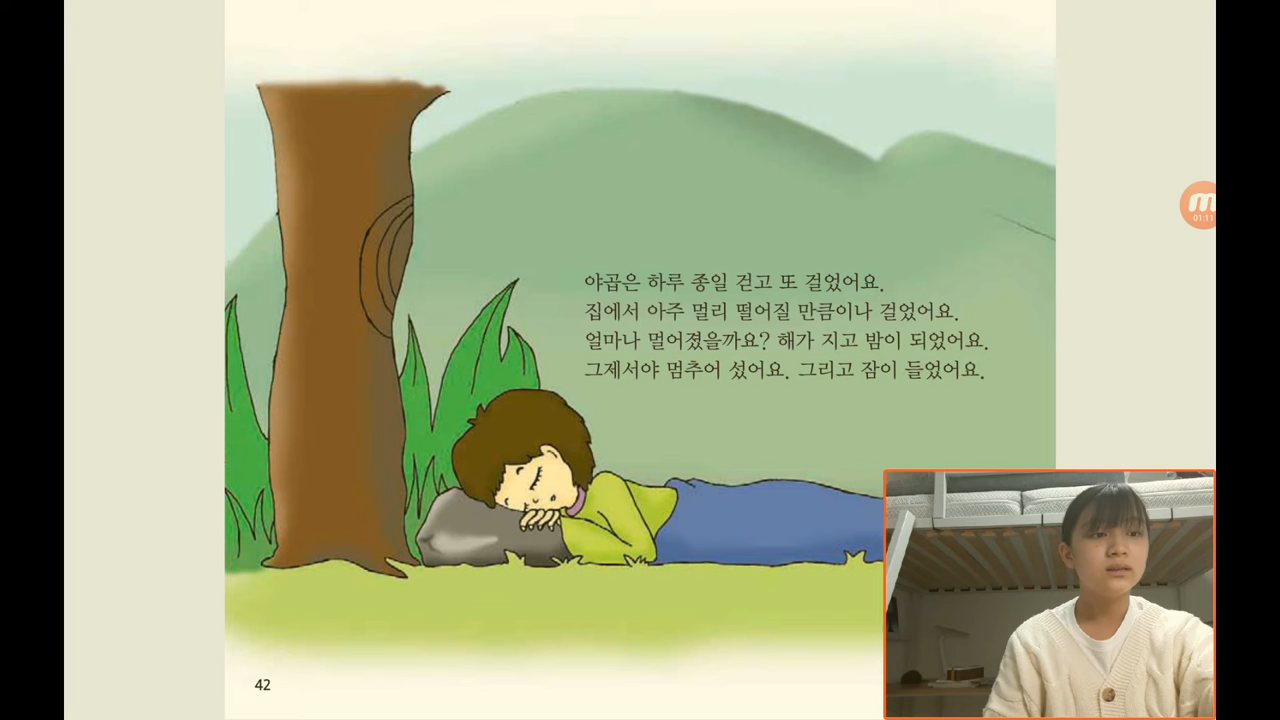 야곱은 하루 종일 걷고 또 걸었어요.
집에서 아주 멀리 떨어질 만큼이나 걸었어요.
얼마나 멀어졌을까요? 해가 지고 밤이 되었어요.
그제서야 멈추어 섰어요. 그리고 잠이 들었어요.
42
01:11